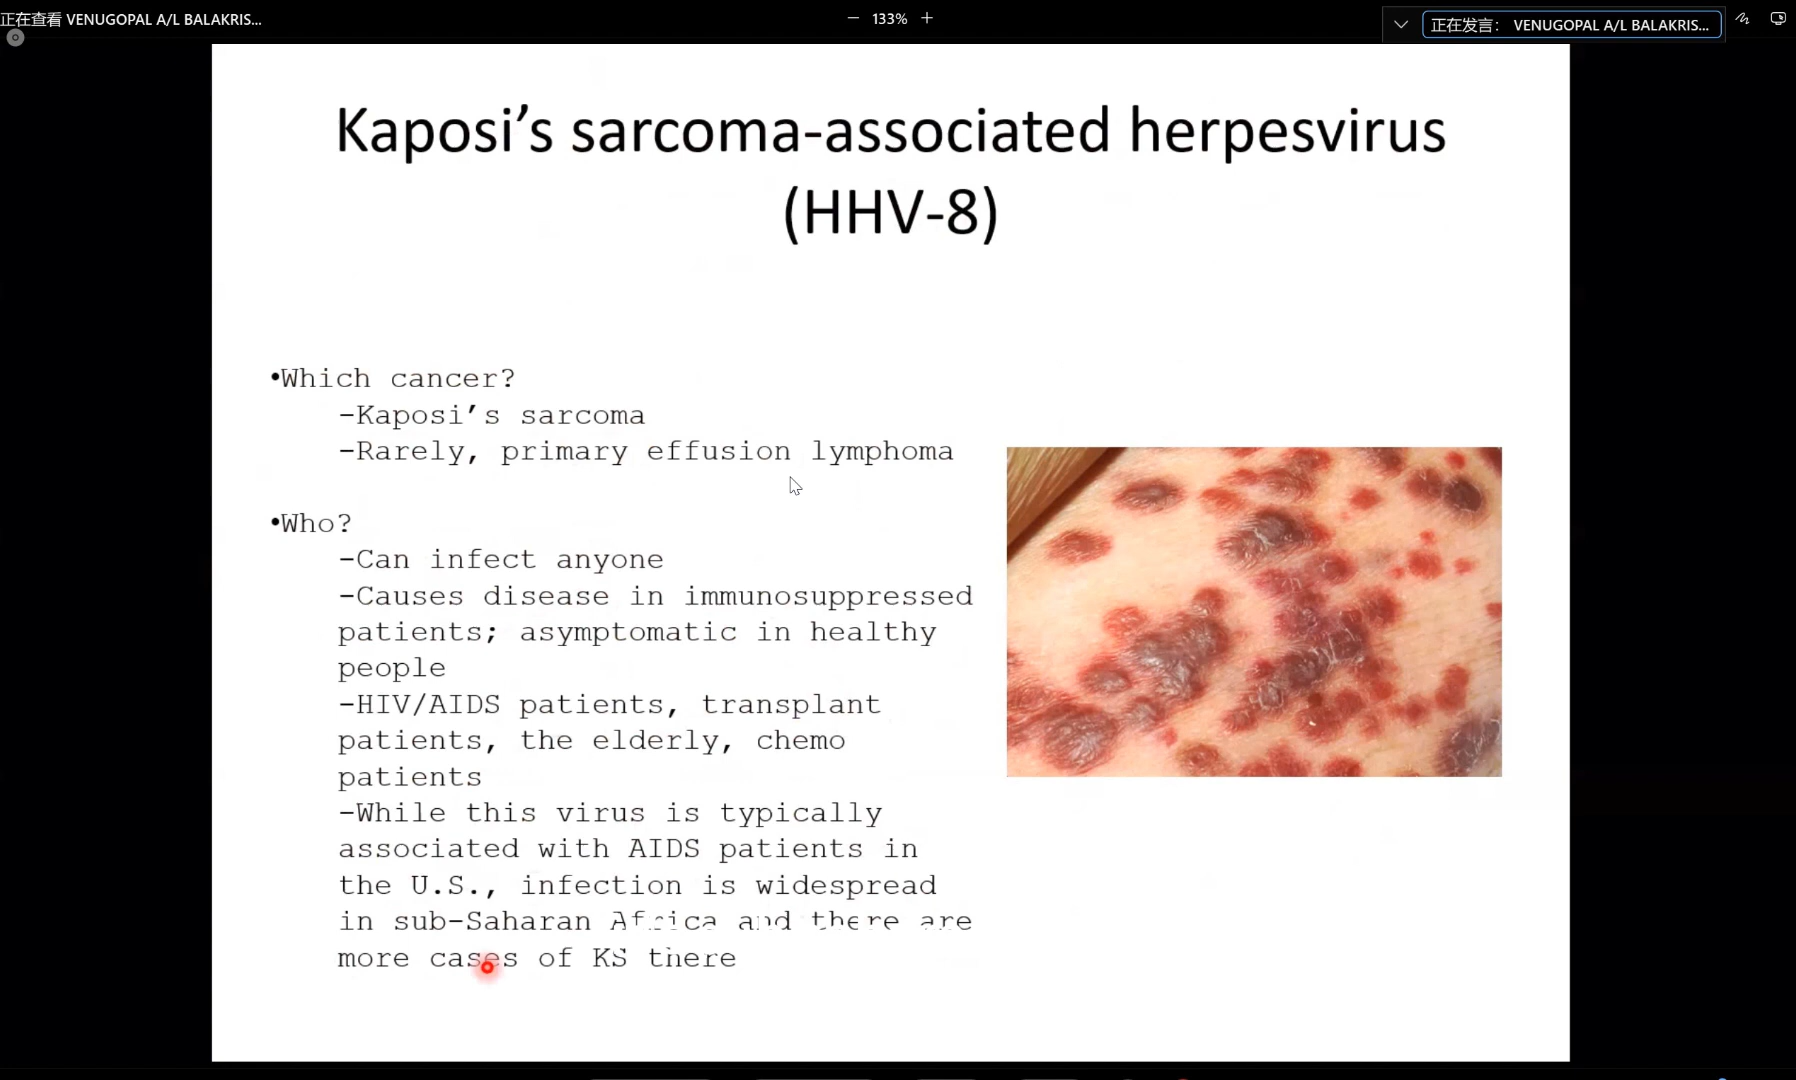 正在查看 VENUGOPAL A/L BALAKRIS...
133%
正在发言： VENUGOPAL A/L BALAKRIS...
Kaposi’s sarcoma-associated herpesvirus
(HHV-8)
•Which cancer?
–Kaposi’s sarcoma
–Rarely, primary effusion lymphoma
•Who?
–Can infect anyone
–Causes disease in immunosuppressed
patients; asymptomatic in healthy
people
–HIV/AIDS patients, transplant
patients, the elderly, chemo
patients
–While this virus is typically
associated with AIDS patients in
the U.S., infection is widespread
in sub-Saharan Africa and there are
more cases of KS there